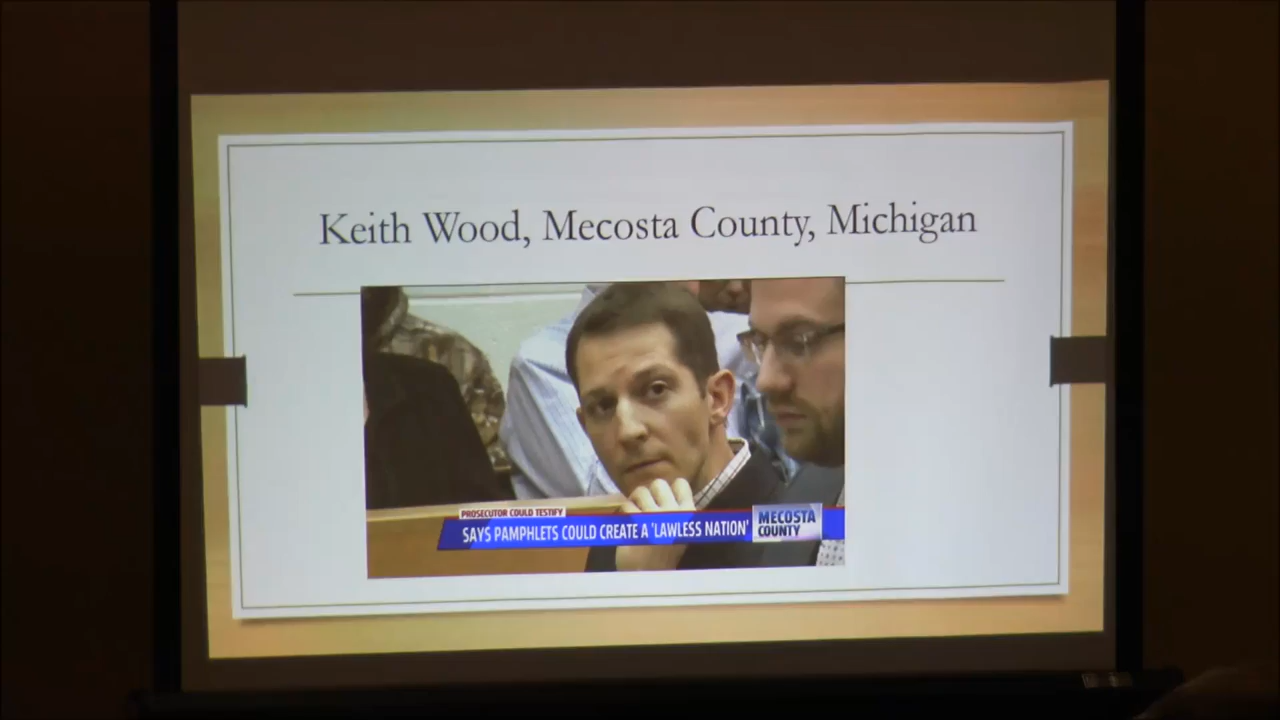 Keith Wood, Mecosta County, Michigan
PROSECUTOR COULD TESTIFY
SAYS PAMPHLETS COULD CREATE A 'LAWLESS NATION'
MECOSTA
COUNTY